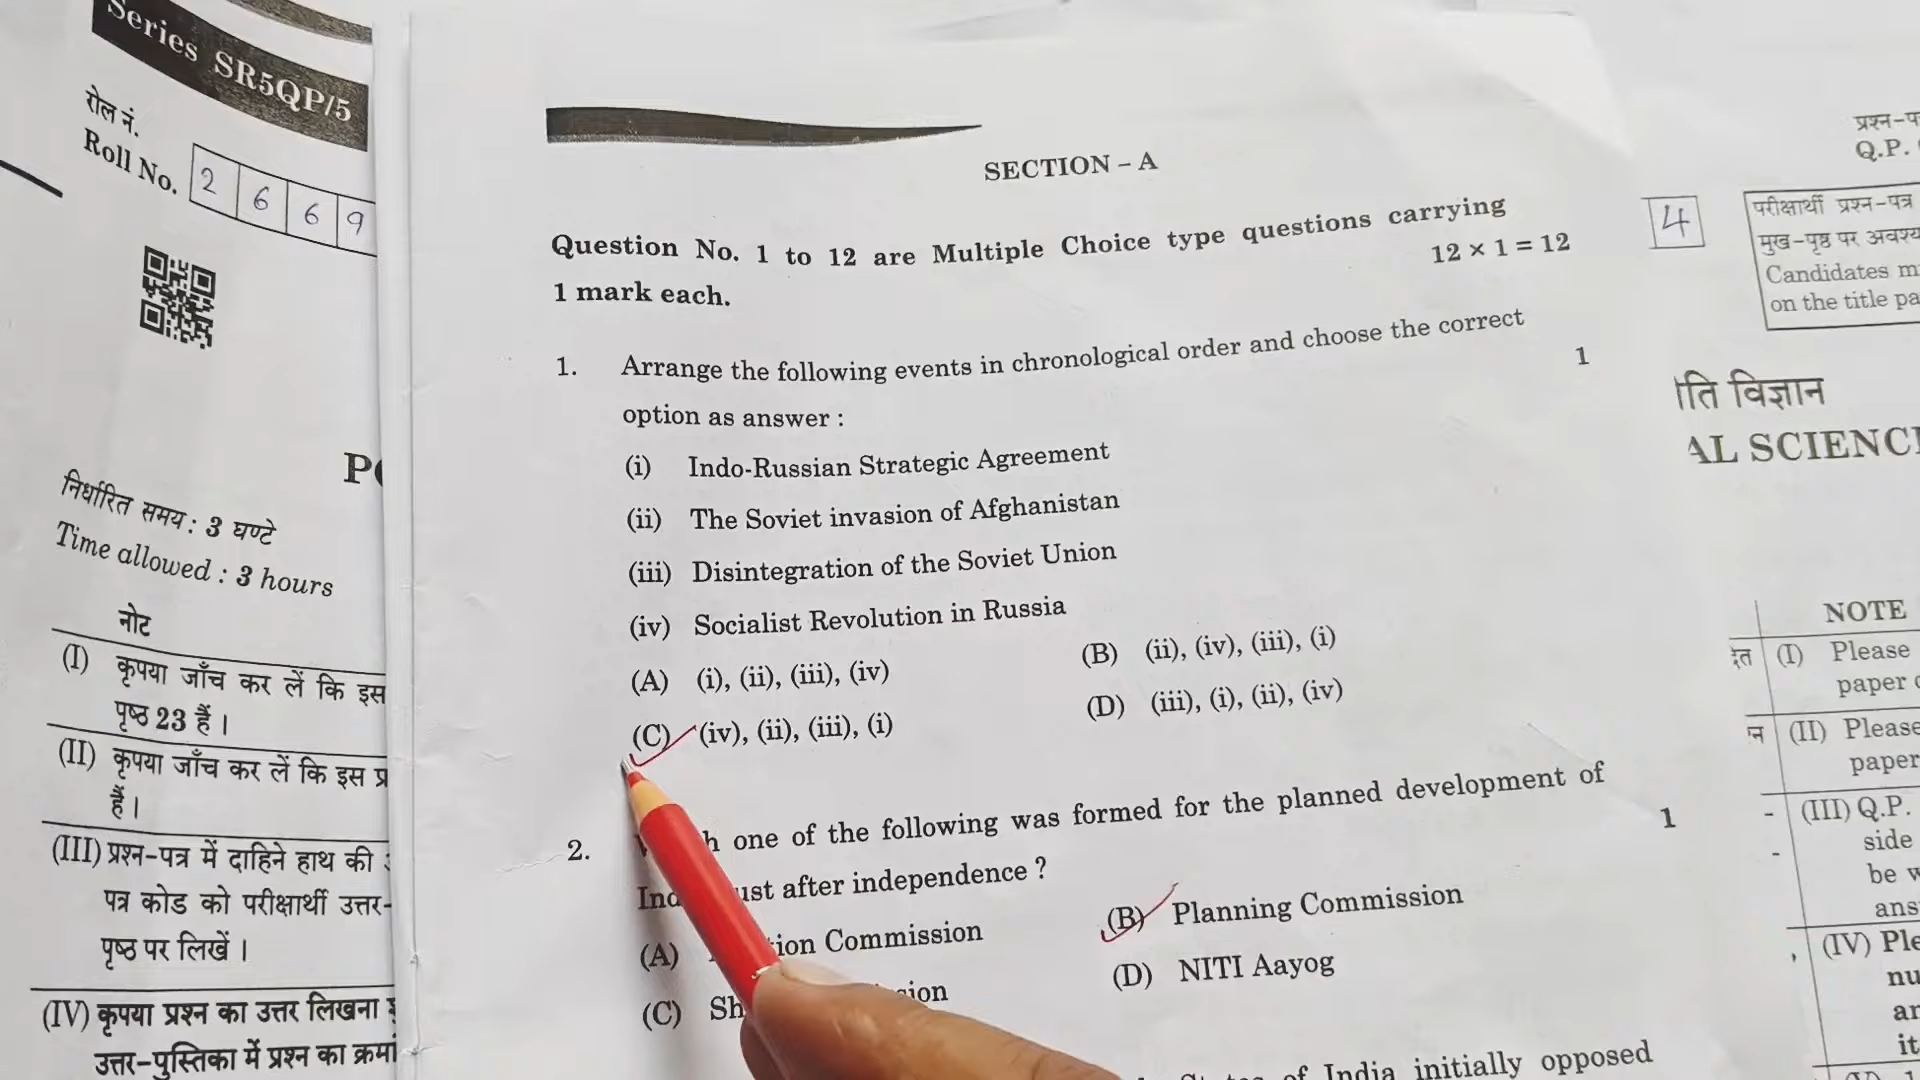 Series SR5QP/5
रोल नं.
Roll No.
2 6 6 9
निर्धारित समय : 3 घण्टे
Time allowed : 3 hours
नोट
(I) कृपया जाँच कर लें कि इस
पृष्ठ 23 हैं ।
(II) कृपया जाँच कर लें कि इस प्र
हैं ।
(III) प्रश्न-पत्र में दाहिने हाथ की
पत्र कोड को परीक्षार्थी उत्तर-
पृष्ठ पर लिखें ।
(IV) कृपया प्रश्न का उत्तर लिखना
उत्तर-पुस्तिका में प्रश्न का क्रमां
SECTION – A
Question No. 1 to 12 are Multiple Choice type questions carrying
1 mark each. 12 × 1 = 12
1. Arrange the following events in chronological order and choose the correct
option as answer : 1
(i) Indo-Russian Strategic Agreement
(ii) The Soviet invasion of Afghanistan
(iii) Disintegration of the Soviet Union
(iv) Socialist Revolution in Russia
(A) (i), (ii), (iii), (iv) (B) (ii), (iv), (iii), (i)
(C) (iv), (ii), (iii), (i) (D) (iii), (i), (ii), (iv)
2. one of the following was formed for the planned development of
after independence ? 1
(A) Commission (B) Planning Commission
(C) (D) NITI Aayog
of India initially opposed
प्रश्न-प
Q.P.
4
परीक्षार्थी प्रश्न-पत्र
मुख-पृष्ठ पर अवश्य
Candidates m
on the title pa
ति विज्ञान
AL SCIENC
NOTE
(I) Please
paper
(II) Please
paper
(III) Q.P.
side
be w
ans
(IV) Ple
nu
an
it